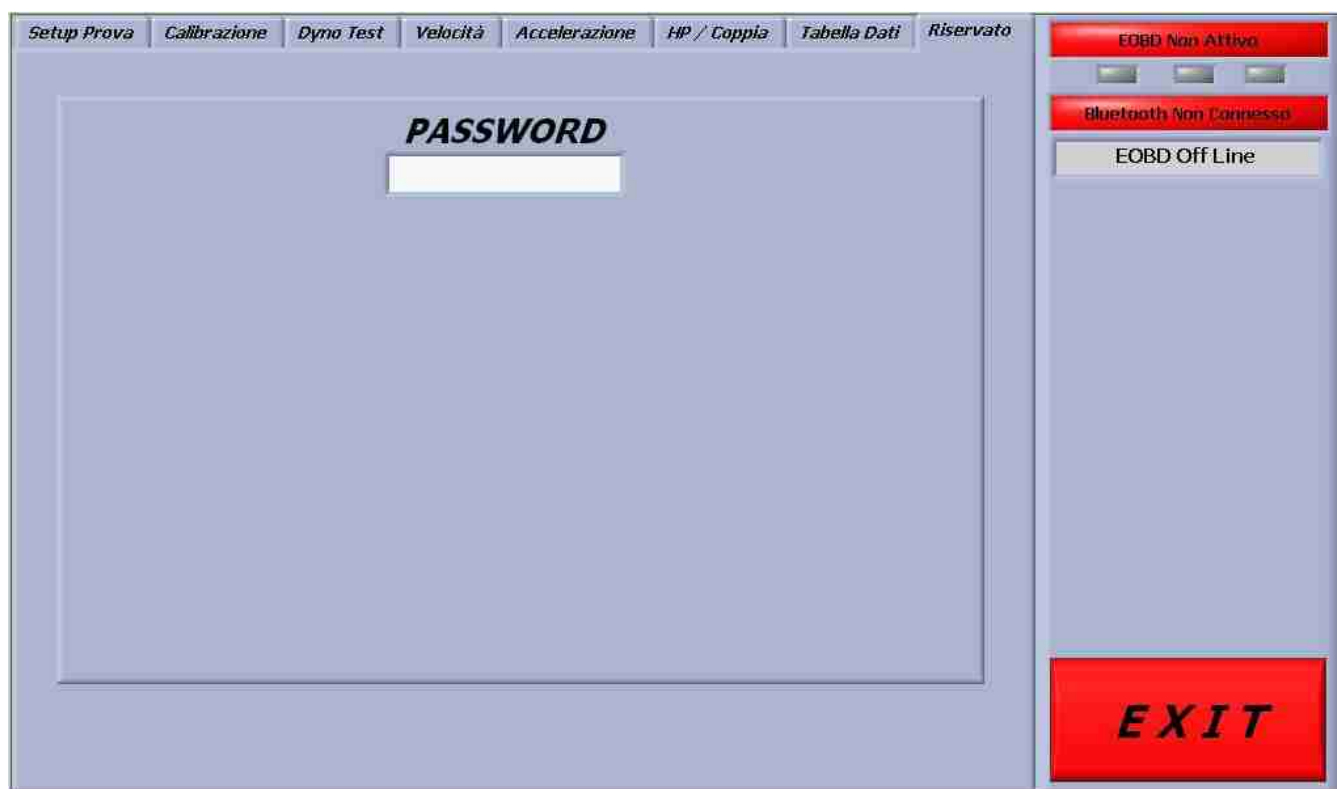 Setup Prova Calibrazione Dyno Test Velocità Accelerazione HP / Coppia Tabella Dati Riservato
EOBD Non Attivo
Bluetooth Non Connesso
EOBD Off Line
PASSWORD
EXIT